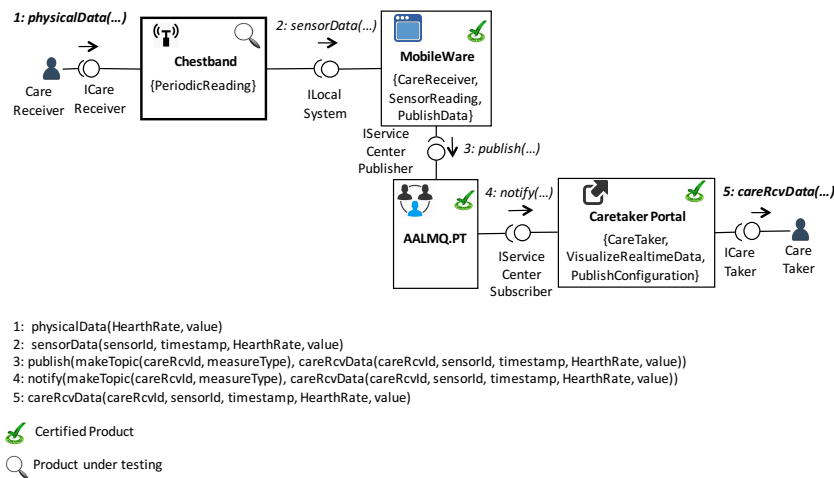 1: physicalData(...)
2: sensorData(...)
Chestband
{PeriodicReading}
MobileWare
{CareReceiver,
SensorReading,
PublishData}
Care
Receiver
ICare
Receiver
ILocal
System
IService
Center
Publisher
3: publish(...)
4: notify(...)
5: careRcvData(...)
AALMQ.PT
Caretaker Portal
{CareTaker,
VisualizeRealtimeData,
PublishConfiguration}
IService
Center
Subscriber
ICare
Taker
Care
Taker
1: physicalData(HearthRate, value)
2: sensorData(sensorId, timestamp, HearthRate, value)
3: publish(makeTopic(careRcvId, measureType), careRcvData(careRcvId, sensorId, timestamp, HearthRate, value))
4: notify(makeTopic(careRcvId, measureType), careRcvData(careRcvId, sensorId, timestamp, HearthRate, value))
5: careRcvData(careRcvId, sensorId, timestamp, HearthRate, value)
Certified Product
Product under testing